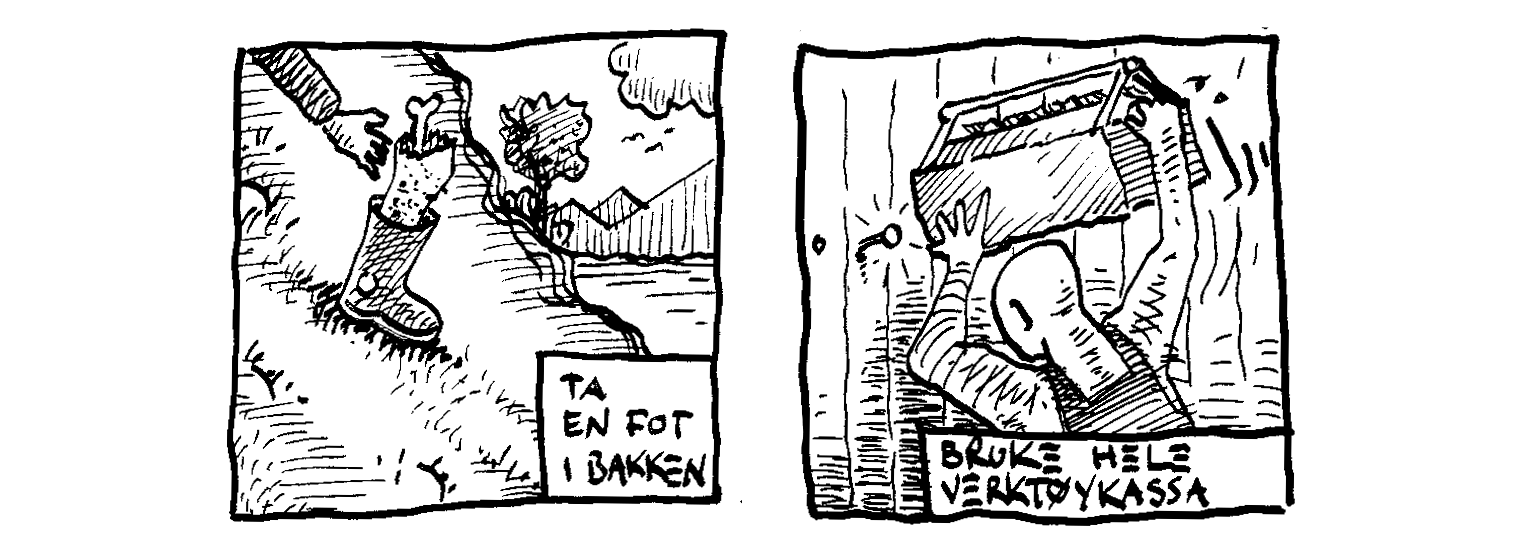 TA
EN FOT
I BAKKEN
BRUKE HELE
VERKTØYKASSA